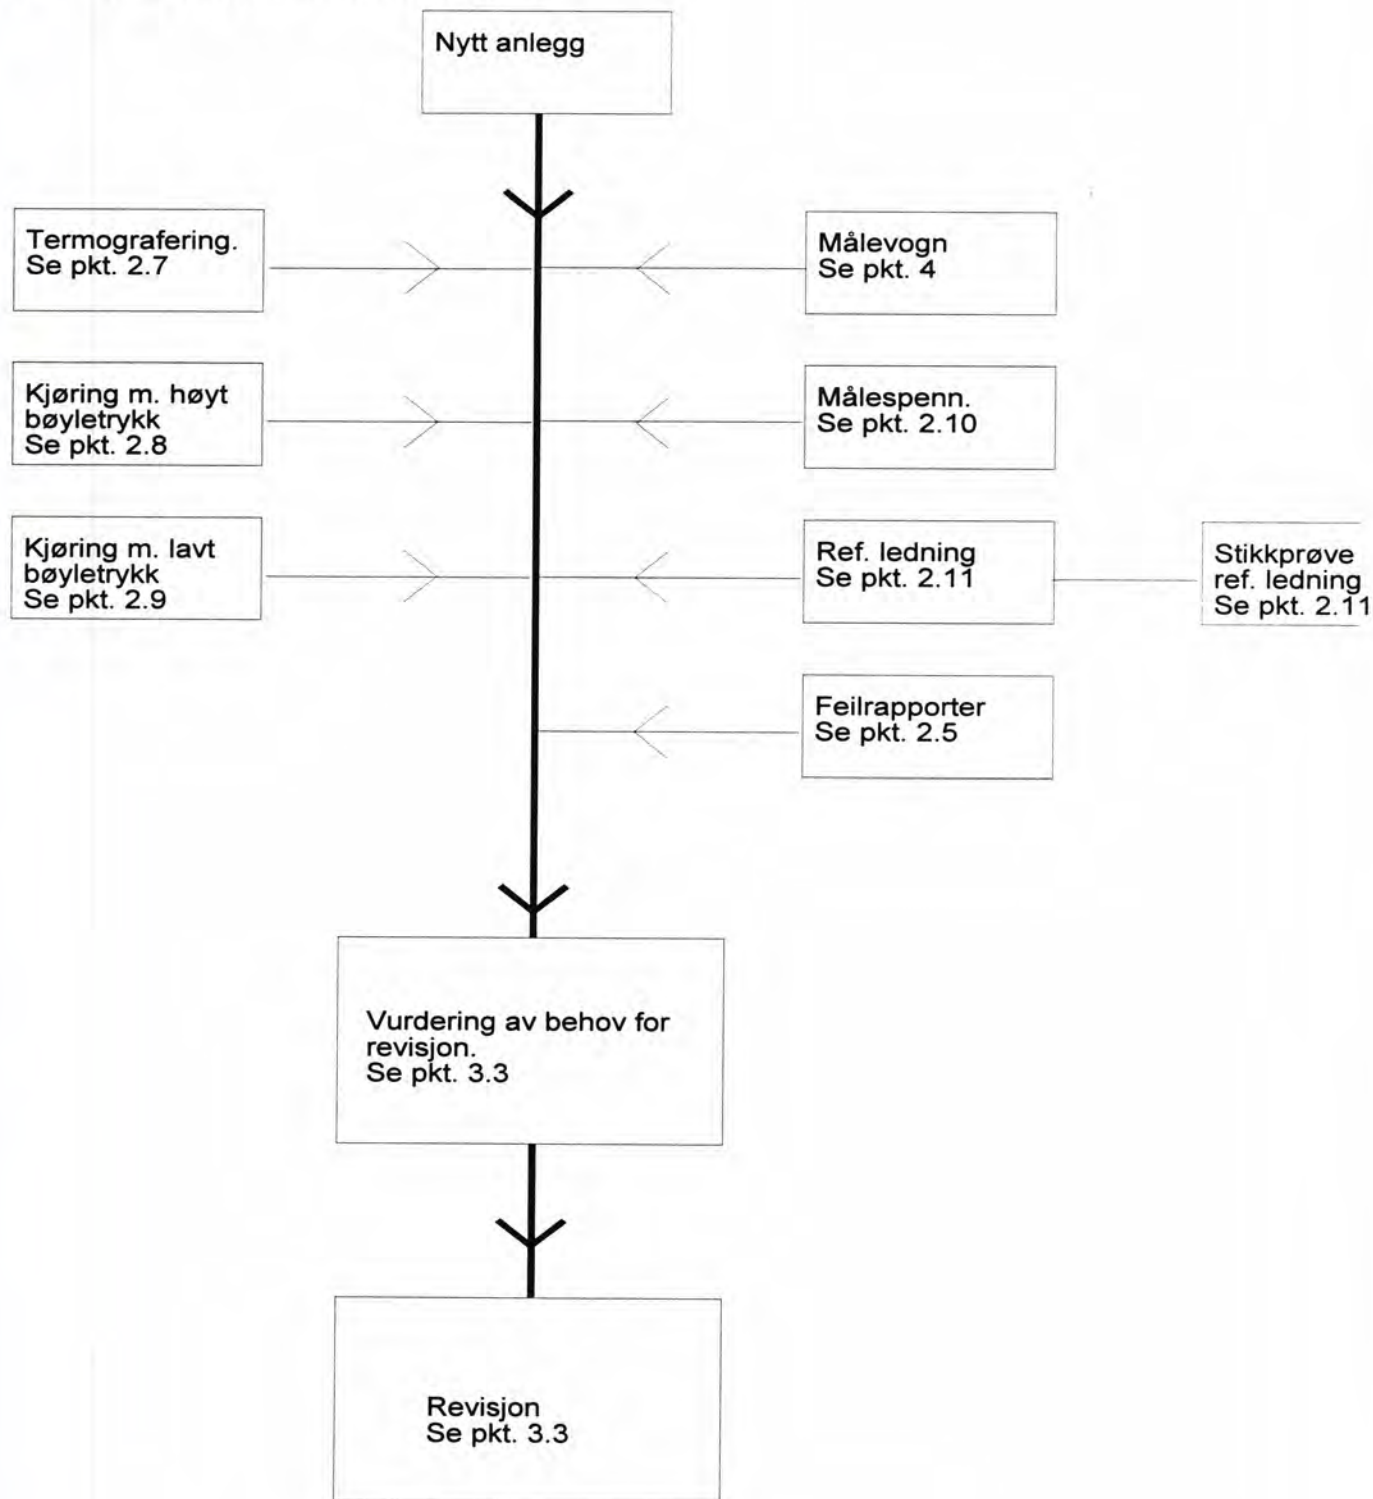 Nytt anlegg
Termografering.
Se pkt. 2.7
Målevogn
Se pkt. 4
Kjøring m. høyt
bøyletrykk
Se pkt. 2.8
Målespenn.
Se pkt. 2.10
Kjøring m. lavt
bøyletrykk
Se pkt. 2.9
Ref. ledning
Se pkt. 2.11
Stikkprøve
ref. ledning
Se pkt. 2.11
Feilrapporter
Se pkt. 2.5
Vurdering av behov for
revisjon.
Se pkt. 3.3
Revisjon
Se pkt. 3.3